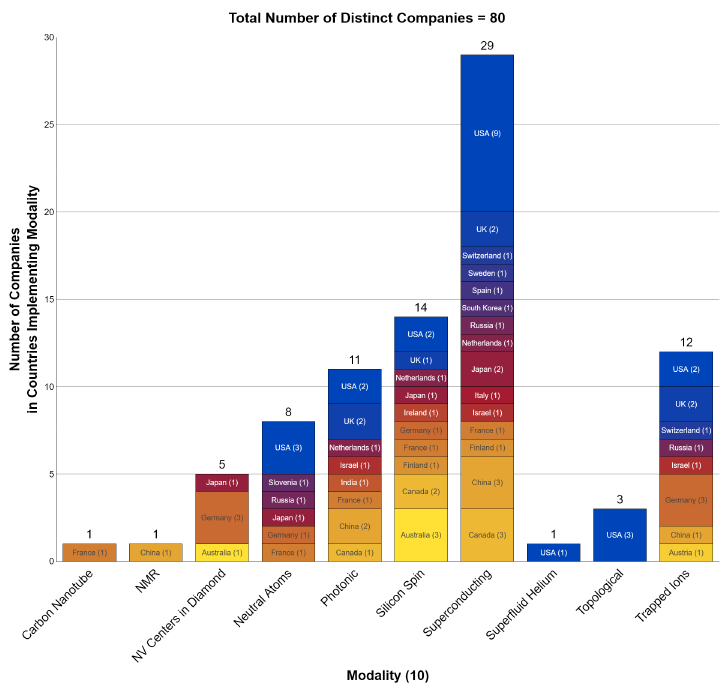 Total Number of Distinct Companies = 80
Number of Companies
in Countries Implementing Modality
30
25
20
15
10
5
0
1
France (1)
1
China (1)
5
Japan (1)
Germany (3)
Australia (1)
8
USA (3)
Slovenia (1)
Russia (1)
Japan (1)
Germany (1)
France (1)
11
USA (2)
UK (2)
Netherlands (1)
Israel (1)
India (1)
France (1)
China (2)
Canada (1)
14
USA (2)
UK (1)
Netherlands (1)
Japan (1)
Ireland (1)
Germany (1)
France (1)
Finland (1)
Canada (2)
Australia (3)
29
USA (9)
UK (2)
Switzerland (1)
Sweden (1)
Spain (1)
South Korea (1)
Russia (1)
Netherlands (1)
Japan (2)
Italy (1)
Israel (1)
France (1)
Finland (1)
China (3)
Canada (3)
1
USA (1)
3
USA (3)
12
USA (2)
UK (2)
Switzerland (1)
Russia (1)
Israel (1)
Germany (3)
China (1)
Austria (1)
Carbon Nanotube
NMR
NV Centers in Diamond
Neutral Atoms
Photonic
Silicon Spin
Superconducting
Superfluid Helium
Topological
Trapped Ions
Modality (10)